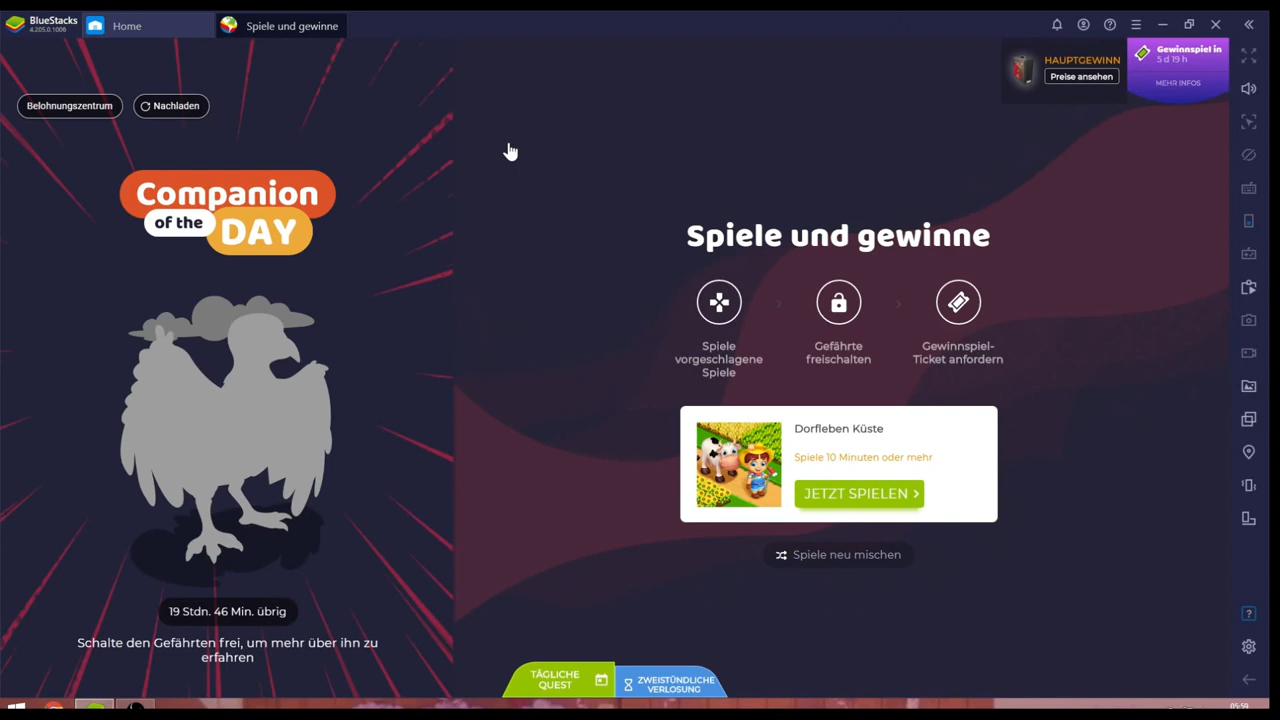 BlueStacks
4.205.0.1006
Home
Spiele und gewinne
HAUPTGEWINN
Preise ansehen
Gewinnspiel in
5 d 19 h
MEHR INFOS
Belohnungszentrum
Nachladen
Companion
of the
DAY
19 Stdn. 46 Min. übrig
Schalte den Gefährten frei, um mehr über ihn zu
erfahren
Spiele und gewinne
Spiele
vorgeschlagene
Spiele
Gefährte
freischalten
Gewinnspiel-
Ticket anfordern
Dorfleben Küste
Spiele 10 Minuten oder mehr
JETZT SPIELEN
Spiele neu mischen
TÄGLICHE
QUEST
ZWEISTÜNDLICHE
VERLOSUNG
05:59